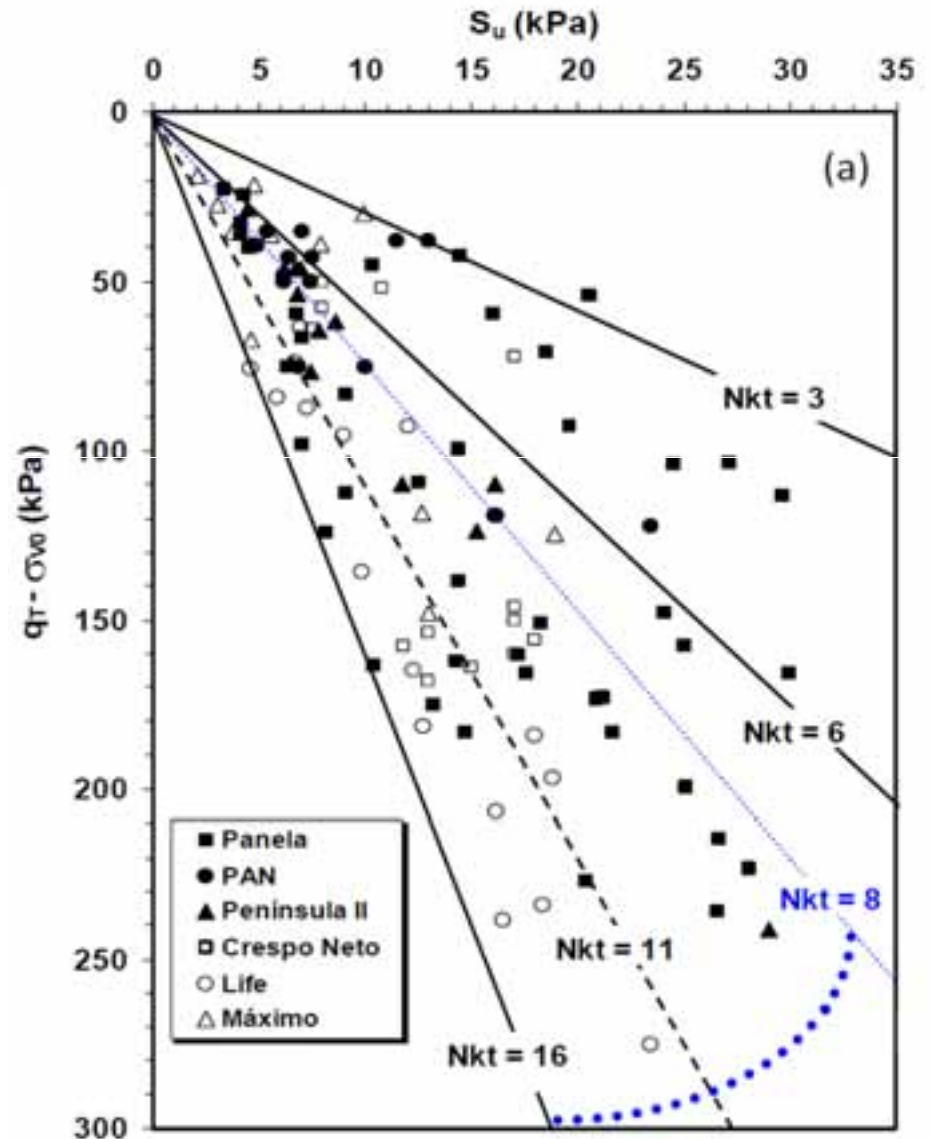 Sᵤ (kPa)
0 5 10 15 20 25 30 35
0
50
100
150
200
250
300
qT - σv0 (kPa)
(a)
Nkt = 3
Nkt = 6
Nkt = 8
Nkt = 11
Nkt = 16
Panela
PAN
Península II
Crespo Neto
Life
Máximo